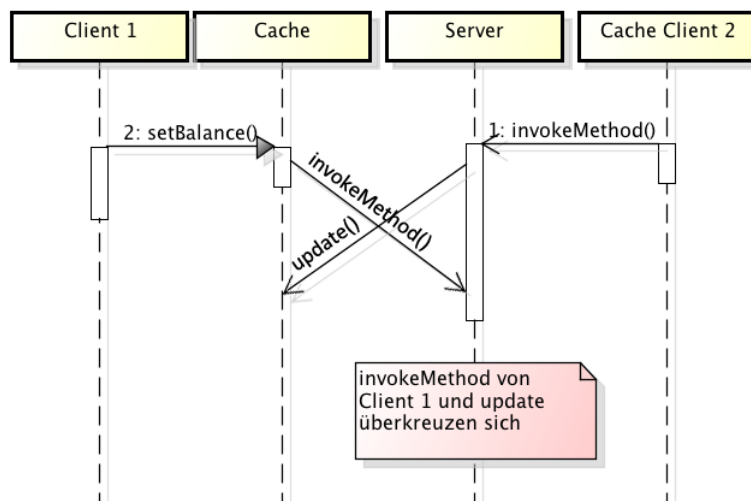 Client 1
Cache
Server
Cache Client 2
2: setBalance()
1: invokeMethod()
invokeMethod()
update()
invokeMethod von
Client 1 und update
überkreuzen sich